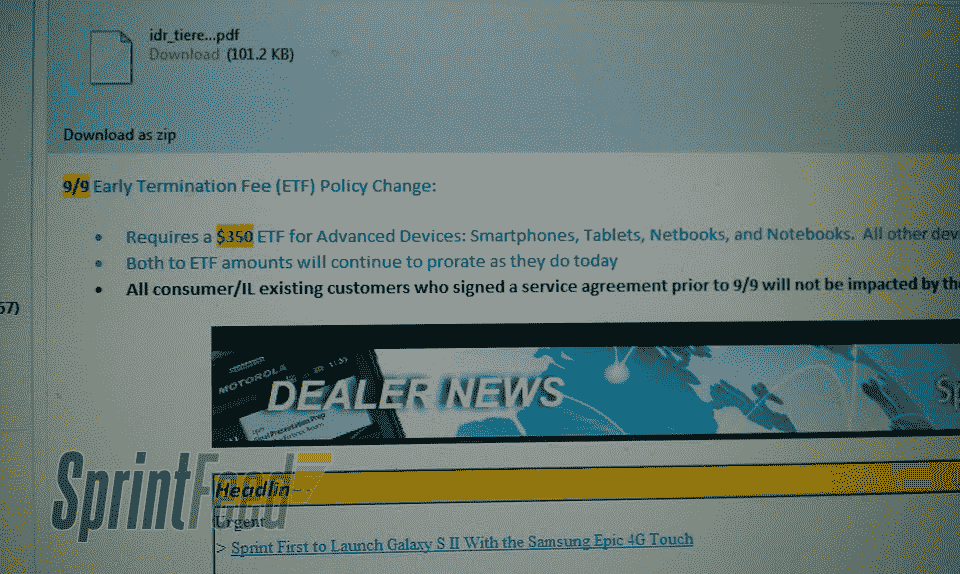 idr_tiere...pdf
Download (101.2 KB)
Download as zip
9/9 Early Termination Fee (ETF) Policy Change:
• Requires a $350 ETF for Advanced Devices: Smartphones, Tablets, Netbooks, and Notebooks. All other dev
• Both to ETF amounts will continue to prorate as they do today
• All consumer/IL existing customers who signed a service agreement prior to 9/9 will not be impacted by the
57)
MOTOROLA
DEALER NEWS
Sp
SprintFeed
Headlin
Urgent
> Sprint First to Launch Galaxy S II With the Samsung Epic 4G Touch